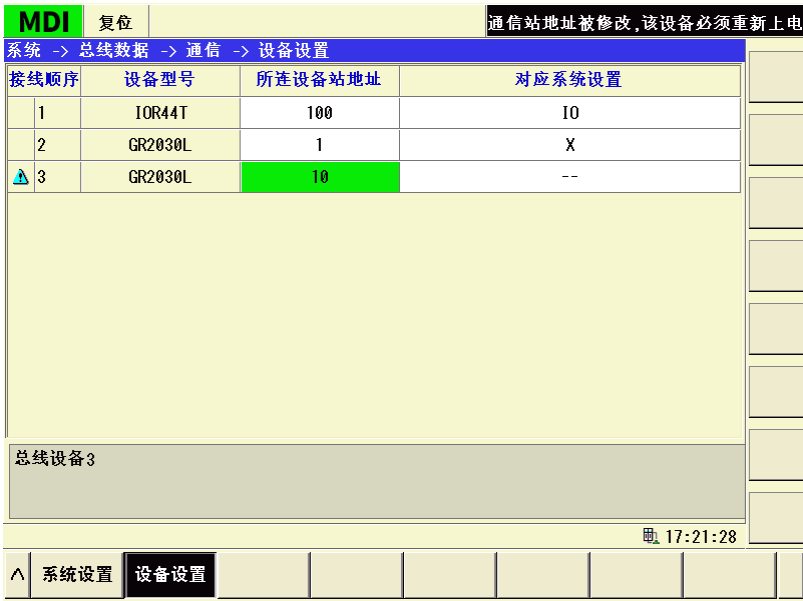 MDI 复位 通信站地址被修改,该设备必须重新上电
系统 -> 总线数据 -> 通信 -> 设备设置
接线顺序 设备型号 所连设备站地址 对应系统设置
1 IOR44T 100 IO
2 GR2030L 1 X
3 GR2030L 10 --
总线设备3
17:21:28
^ 系统设置 设备设置